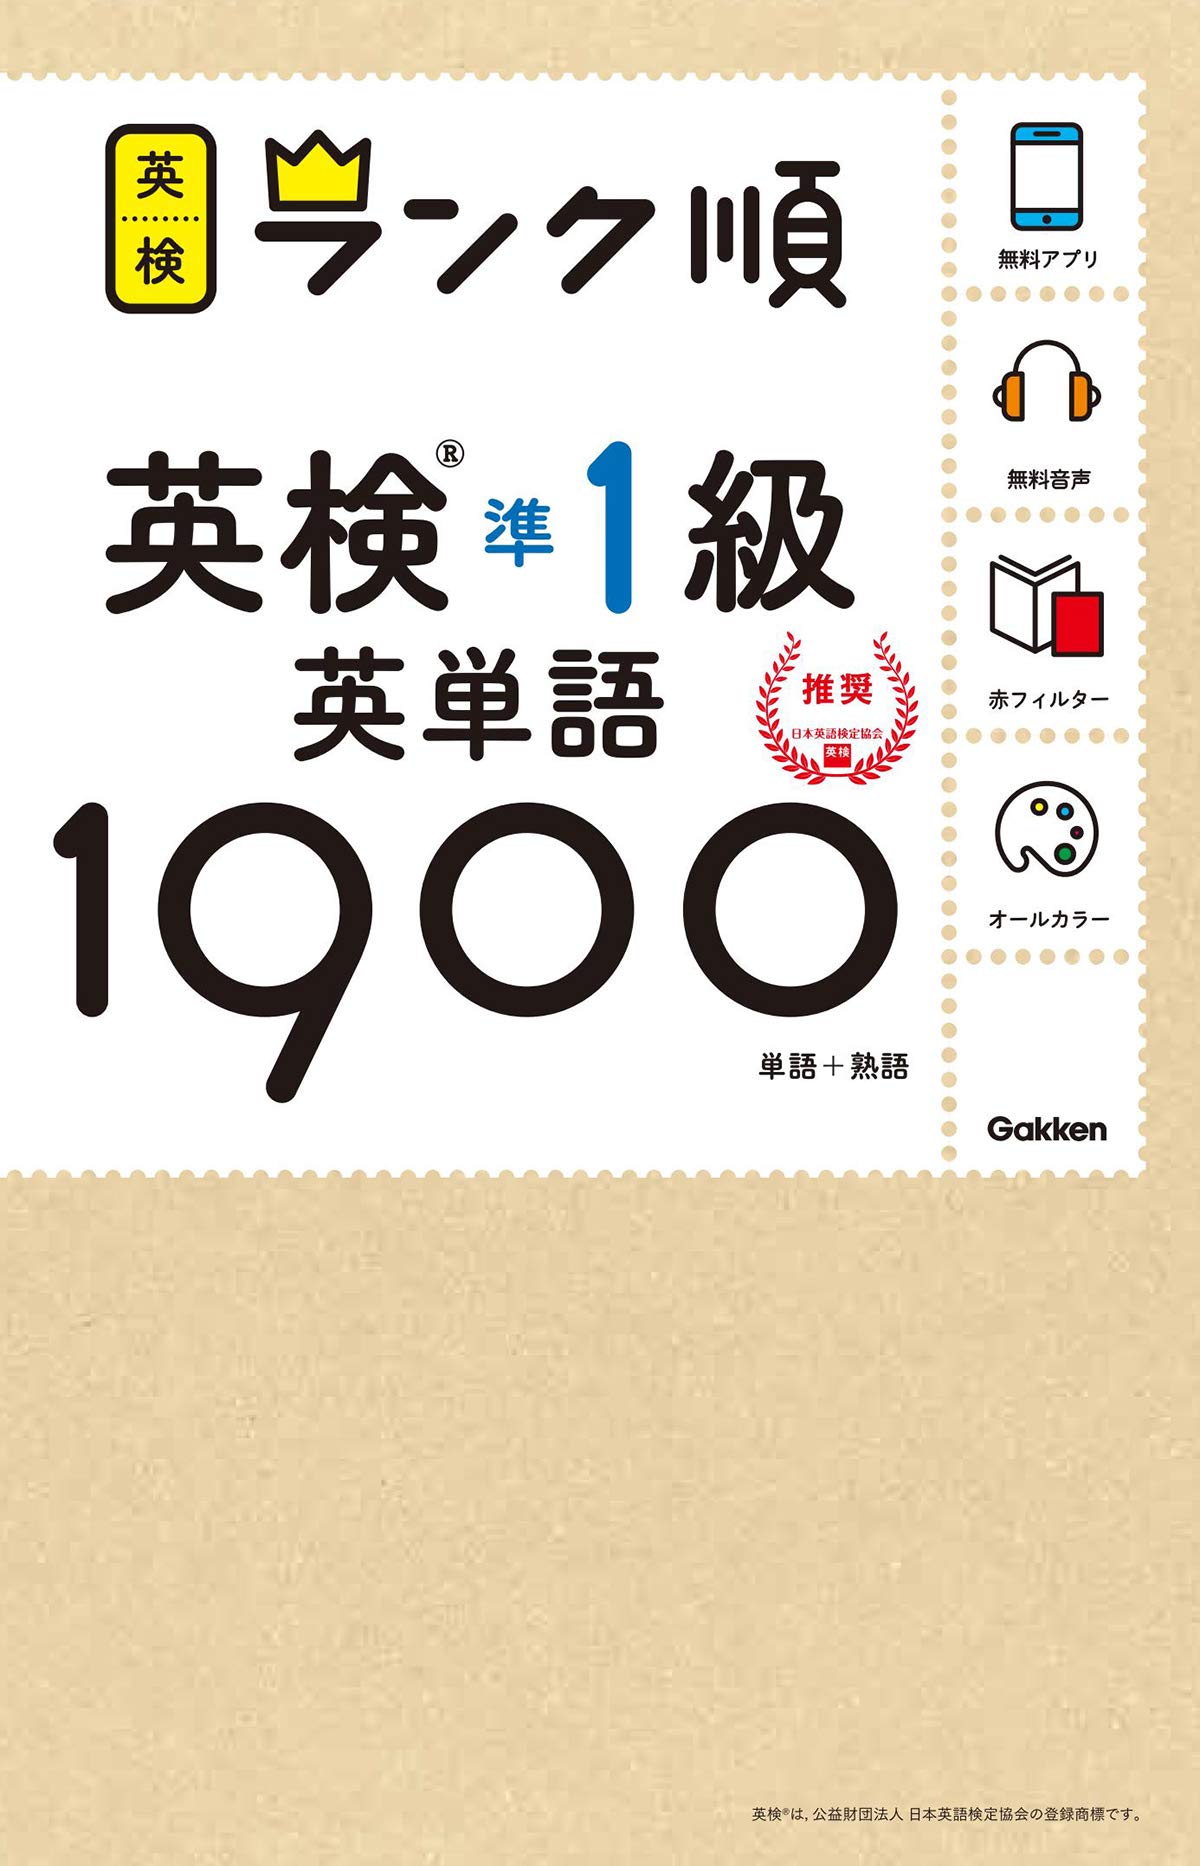 英検
ランク順
英検®準1級
英単語
1900
単語＋熟語
推奨
日本英語検定協会
英検
無料アプリ
無料音声
赤フィルター
オールカラー
Gakken
英検®は, 公益財団法人 日本英語検定協会の登録商標です。